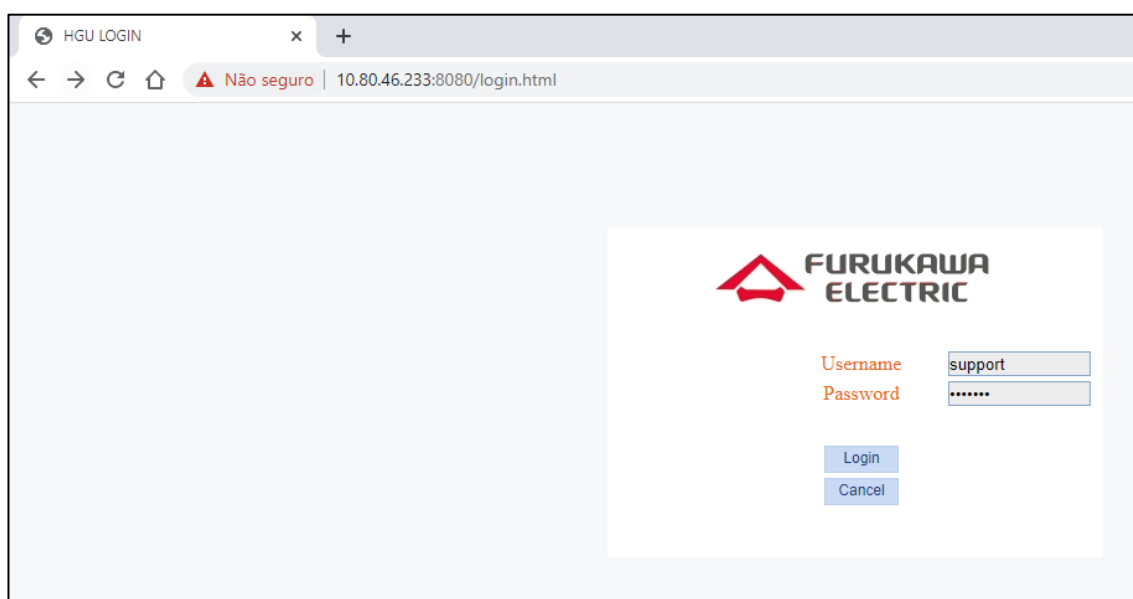 HGU LOGIN
Não seguro | 10.80.46.233:8080/login.html
FURUKAWA
ELECTRIC
Username support
Password •••••••
Login
Cancel